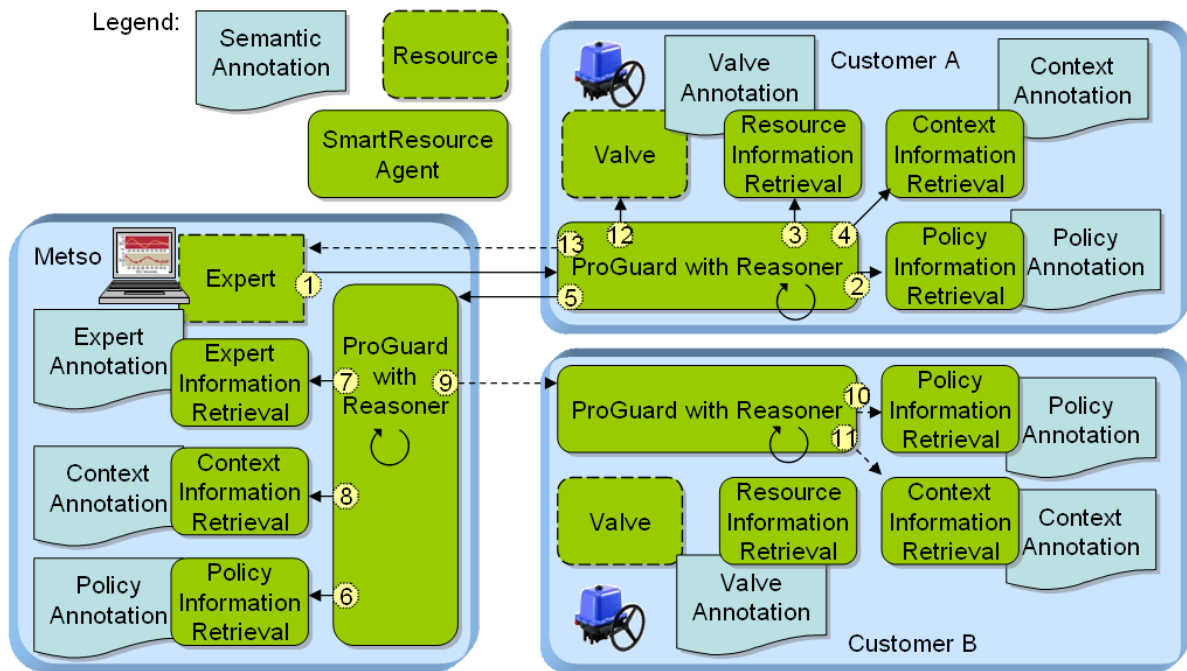 Legend:
Semantic
Annotation
Resource
SmartResource
Agent
Customer A
Valve
Annotation
Context
Annotation
Valve
Resource
Information
Retrieval
Context
Information
Retrieval
12
3
4
13
ProGuard with Reasoner
2
5
Policy
Information
Retrieval
Policy
Annotation
Metso
Expert
1
Expert
Annotation
Expert
Information
Retrieval
7
ProGuard
with
Reasoner
9
Context
Annotation
Context
Information
Retrieval
8
Policy
Annotation
Policy
Information
Retrieval
6
ProGuard with Reasoner
10
11
Policy
Information
Retrieval
Policy
Annotation
Valve
Resource
Information
Retrieval
Context
Information
Retrieval
Context
Annotation
Valve
Annotation
Customer B